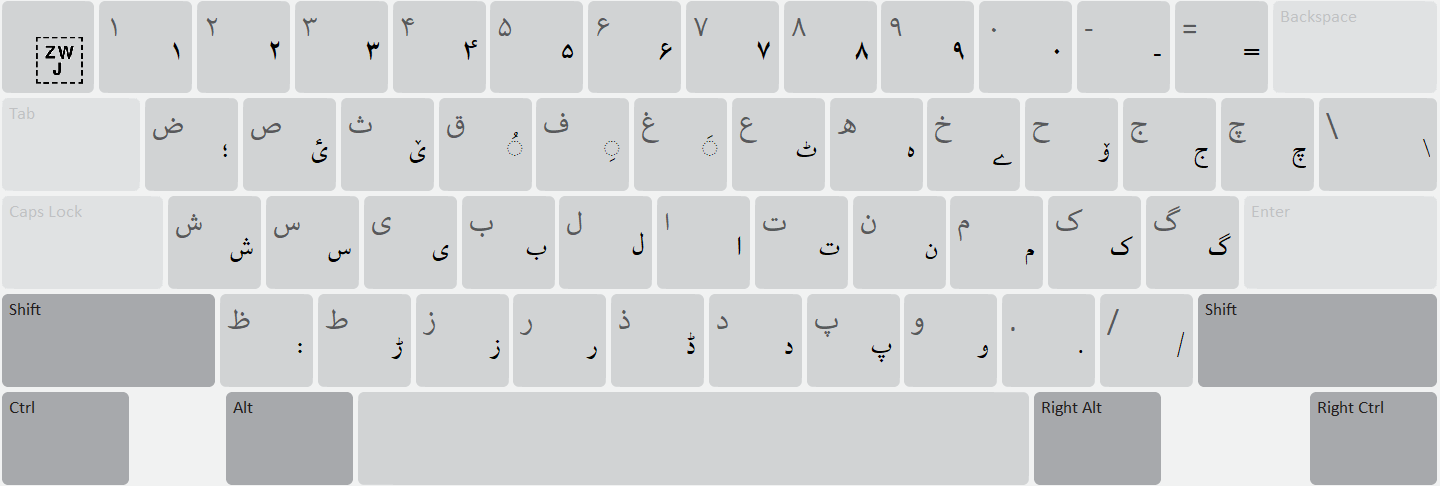 ۱ ۲ ۳ ۴ ۵ ۶ ۷ ۸ ۹ ۰ - = Backspace
ZWJ ۱ ۲ ۳ ۴ ۵ ۶ ۷ ۸ ۹ ۰ - =
Tab ض ص ث ق ف غ ع ه خ ح ج چ \
؛ ئ ێ ُ ِ َ ٹ ہ ے ۆ ج چ \
Caps Lock ش س ی ب ل ا ت ن م ک گ Enter
ش س ی ب ل ا ت ن م ک گ
Shift ظ ط ز ر ذ د پ و . / Shift
: ڑ ز ر ڈ د پ و . /
Ctrl Alt Right Alt Right Ctrl